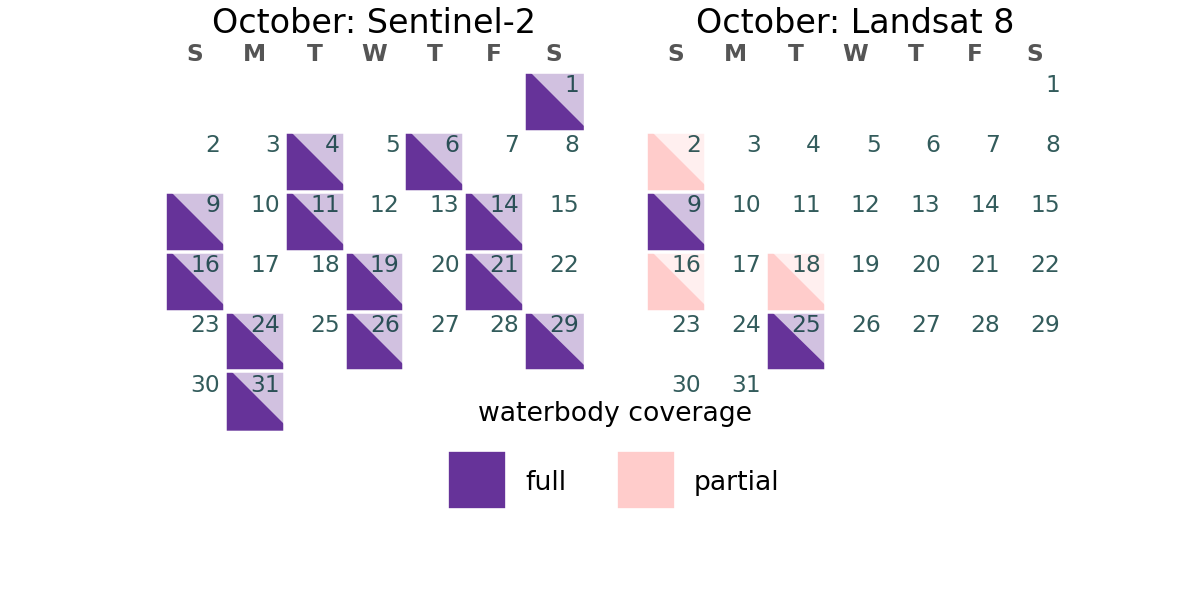 October: Sentinel-2
S M T W T F S
1
2 3 4 5 6 7 8
9 10 11 12 13 14 15
16 17 18 19 20 21 22
23 24 25 26 27 28 29
30 31
October: Landsat 8
S M T W T F S
1
2 3 4 5 6 7 8
9 10 11 12 13 14 15
16 17 18 19 20 21 22
23 24 25 26 27 28 29
30 31
waterbody coverage
full
partial